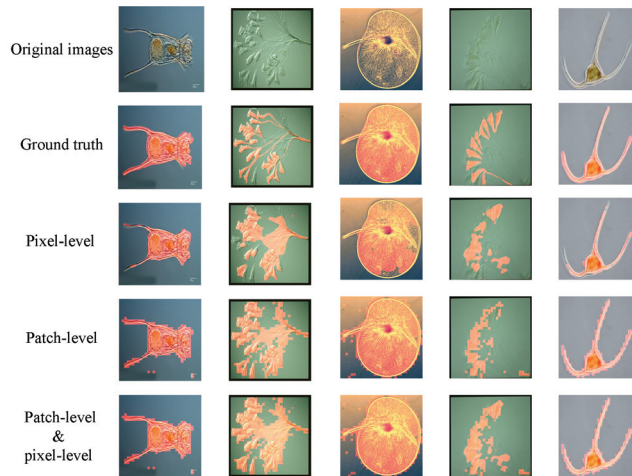 Original images
Ground truth
Pixel-level
Patch-level
Patch-level
&
pixel-level